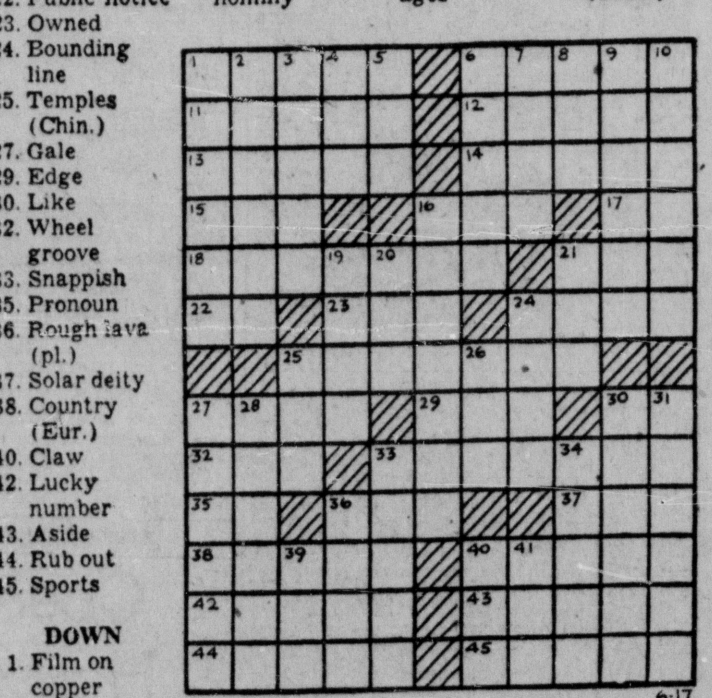 23. Owned
24. Bounding
line
25. Temples
(Chin.)
27. Gale
29. Edge
30. Like
32. Wheel
groove
33. Snappish
35. Pronoun
36. Rough lava
(pl.)
37. Solar deity
38. Country
(Eur.)
40. Claw
42. Lucky
number
43. Aside
44. Rub out
45. Sports
DOWN
1. Film on
copper
1 2 3 4 5 6 7 8 9 10
11 12
13 14
15 16 17
18 19 20 21
22 23 24
25 26
27 28 29 30 31
32 33 34
35 36 37
38 39 40 41
42 43
44 45
6-17